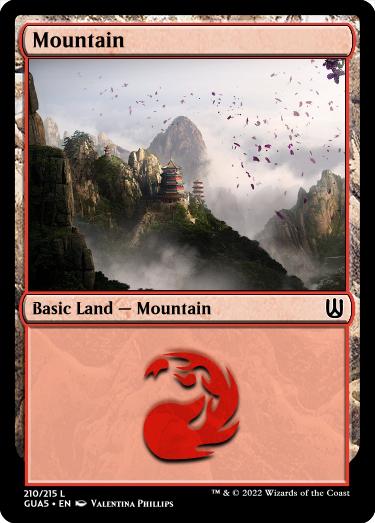 Mountain
Basic Land — Mountain
210/215 L
GUA5 • EN Valentina Phillips
™ & © 2022 Wizards of the Coast